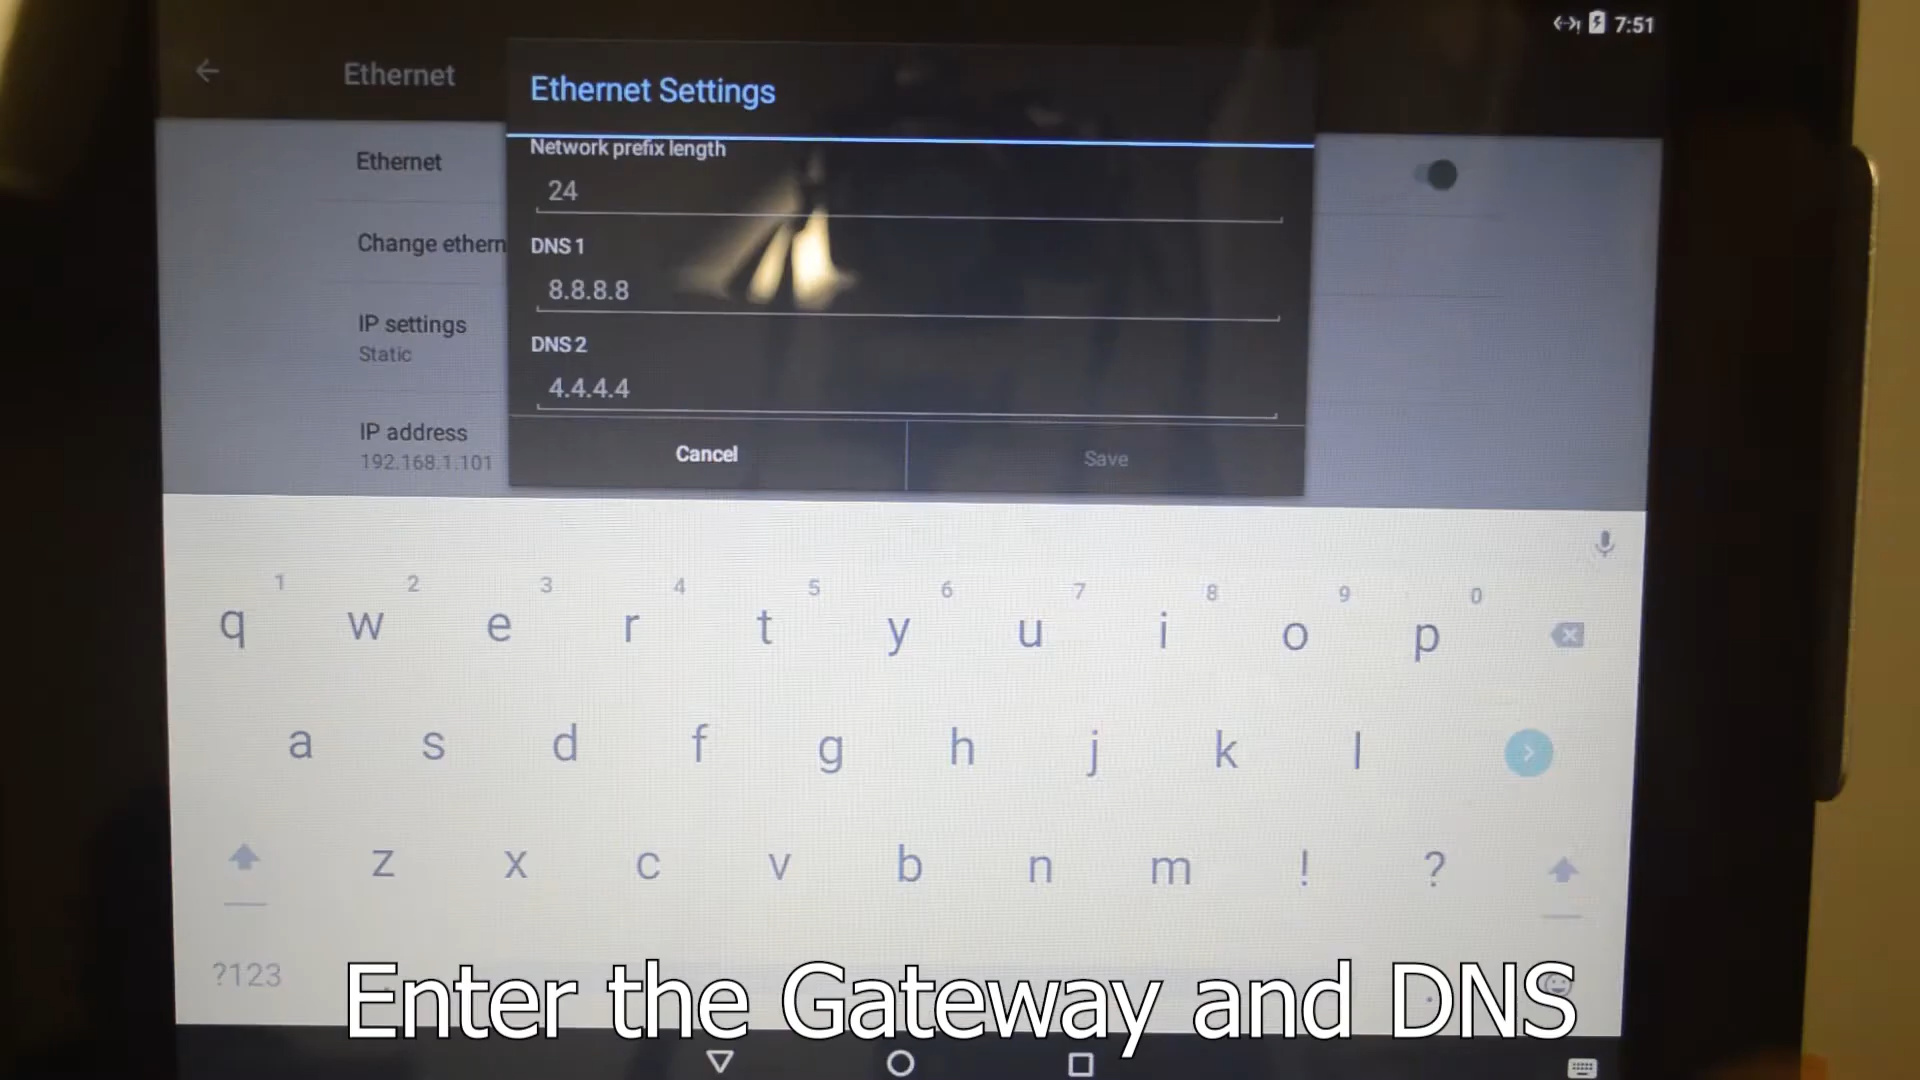 7:51
Ethernet
Ethernet Settings
Ethernet
Change ethern
IP settings
Static
IP address
192.168.1.101
Network prefix length
24
DNS 1
8.8.8.8
DNS 2
4.4.4.4
Cancel
Save
1 2 3 4 5 6 7 8 9 0
q w e r t y u i o p
a s d f g h j k l
z x c v b n m ! ?
?123
Enter the Gateway and DNS